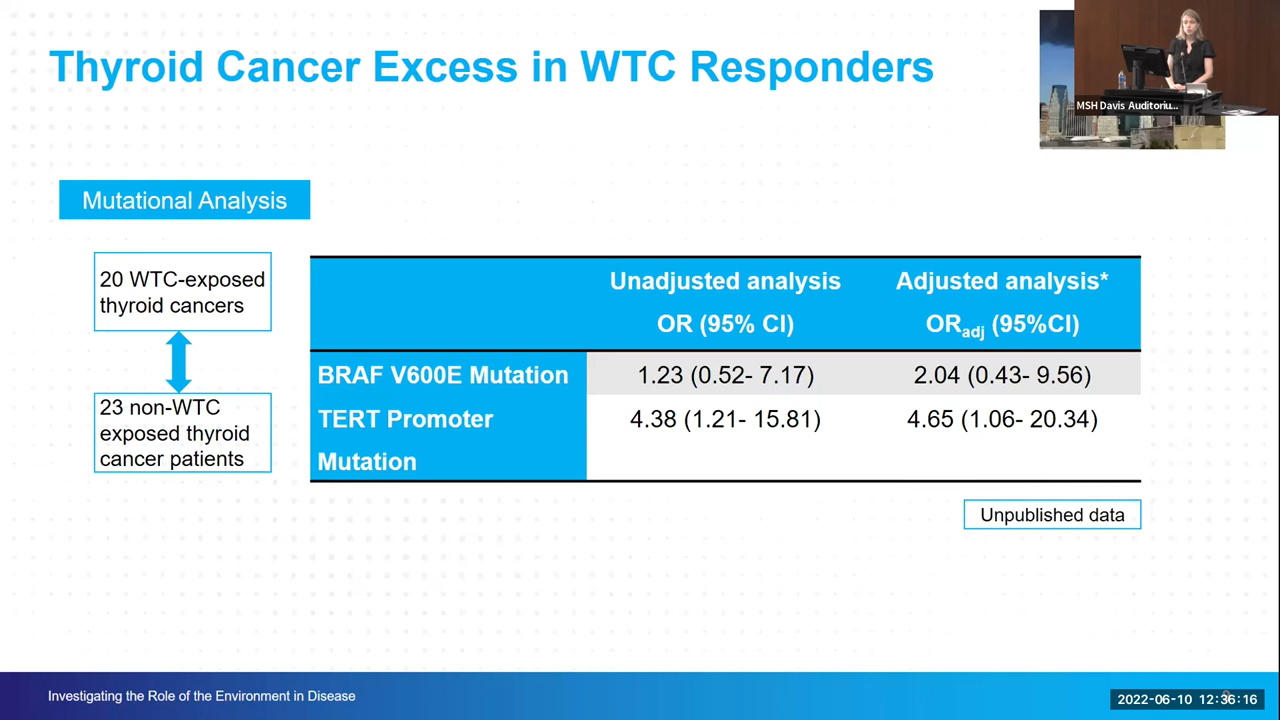 Thyroid Cancer Excess in WTC Responders
MSH Davis Auditoriu...
Mutational Analysis
20 WTC-exposed
thyroid cancers
23 non-WTC
exposed thyroid
cancer patients
Unadjusted analysis
OR (95% CI)
Adjusted analysis*
ORadj (95%CI)
BRAF V600E Mutation
1.23 (0.52- 7.17)
2.04 (0.43- 9.56)
TERT Promoter
Mutation
4.38 (1.21- 15.81)
4.65 (1.06- 20.34)
Unpublished data
Investigating the Role of the Environment in Disease
2022-06-10 12:36:16